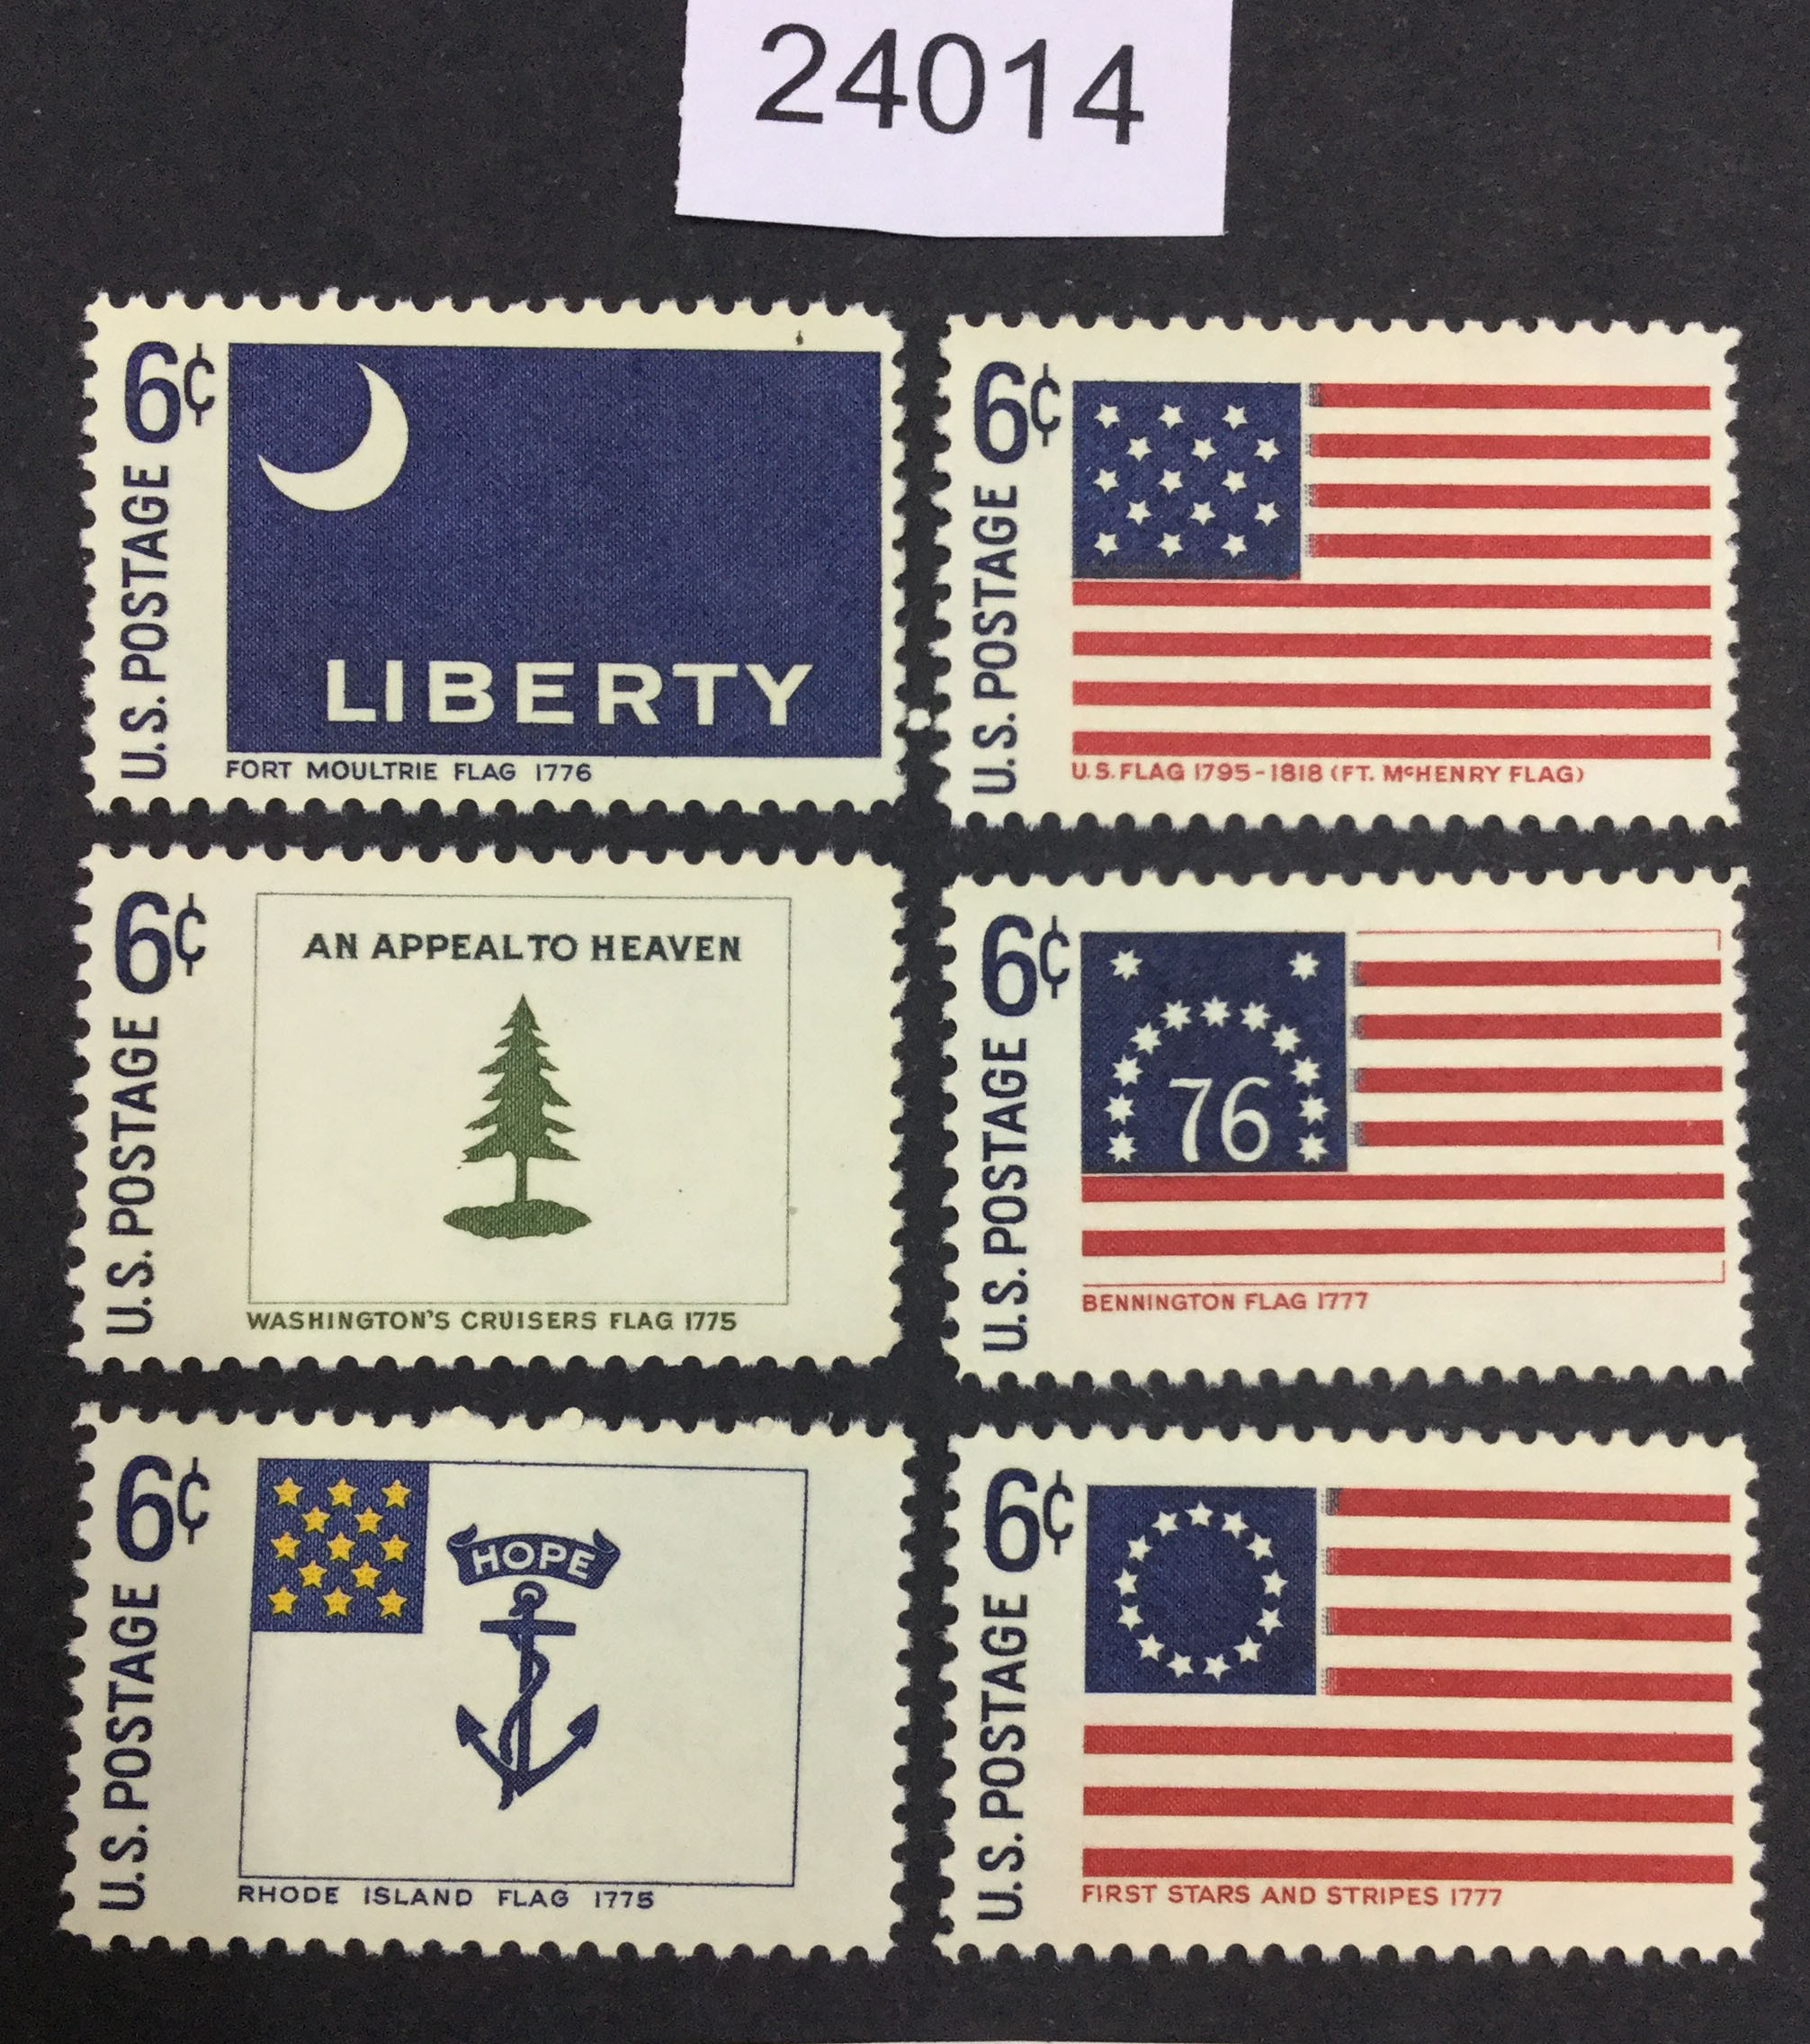 24014
6¢
U.S. POSTAGE
LIBERTY
FORT MOULTRIE FLAG 1776
6¢
U.S. POSTAGE
U.S. FLAG 1795-1818 (FT. McHENRY FLAG)
6¢
U.S. POSTAGE
AN APPEAL TO HEAVEN
WASHINGTON'S CRUISERS FLAG 1775
6¢
U.S. POSTAGE
76
BENNINGTON FLAG 1777
6¢
U.S. POSTAGE
HOPE
RHODE ISLAND FLAG 1775
6¢
U.S. POSTAGE
FIRST STARS AND STRIPES 1777